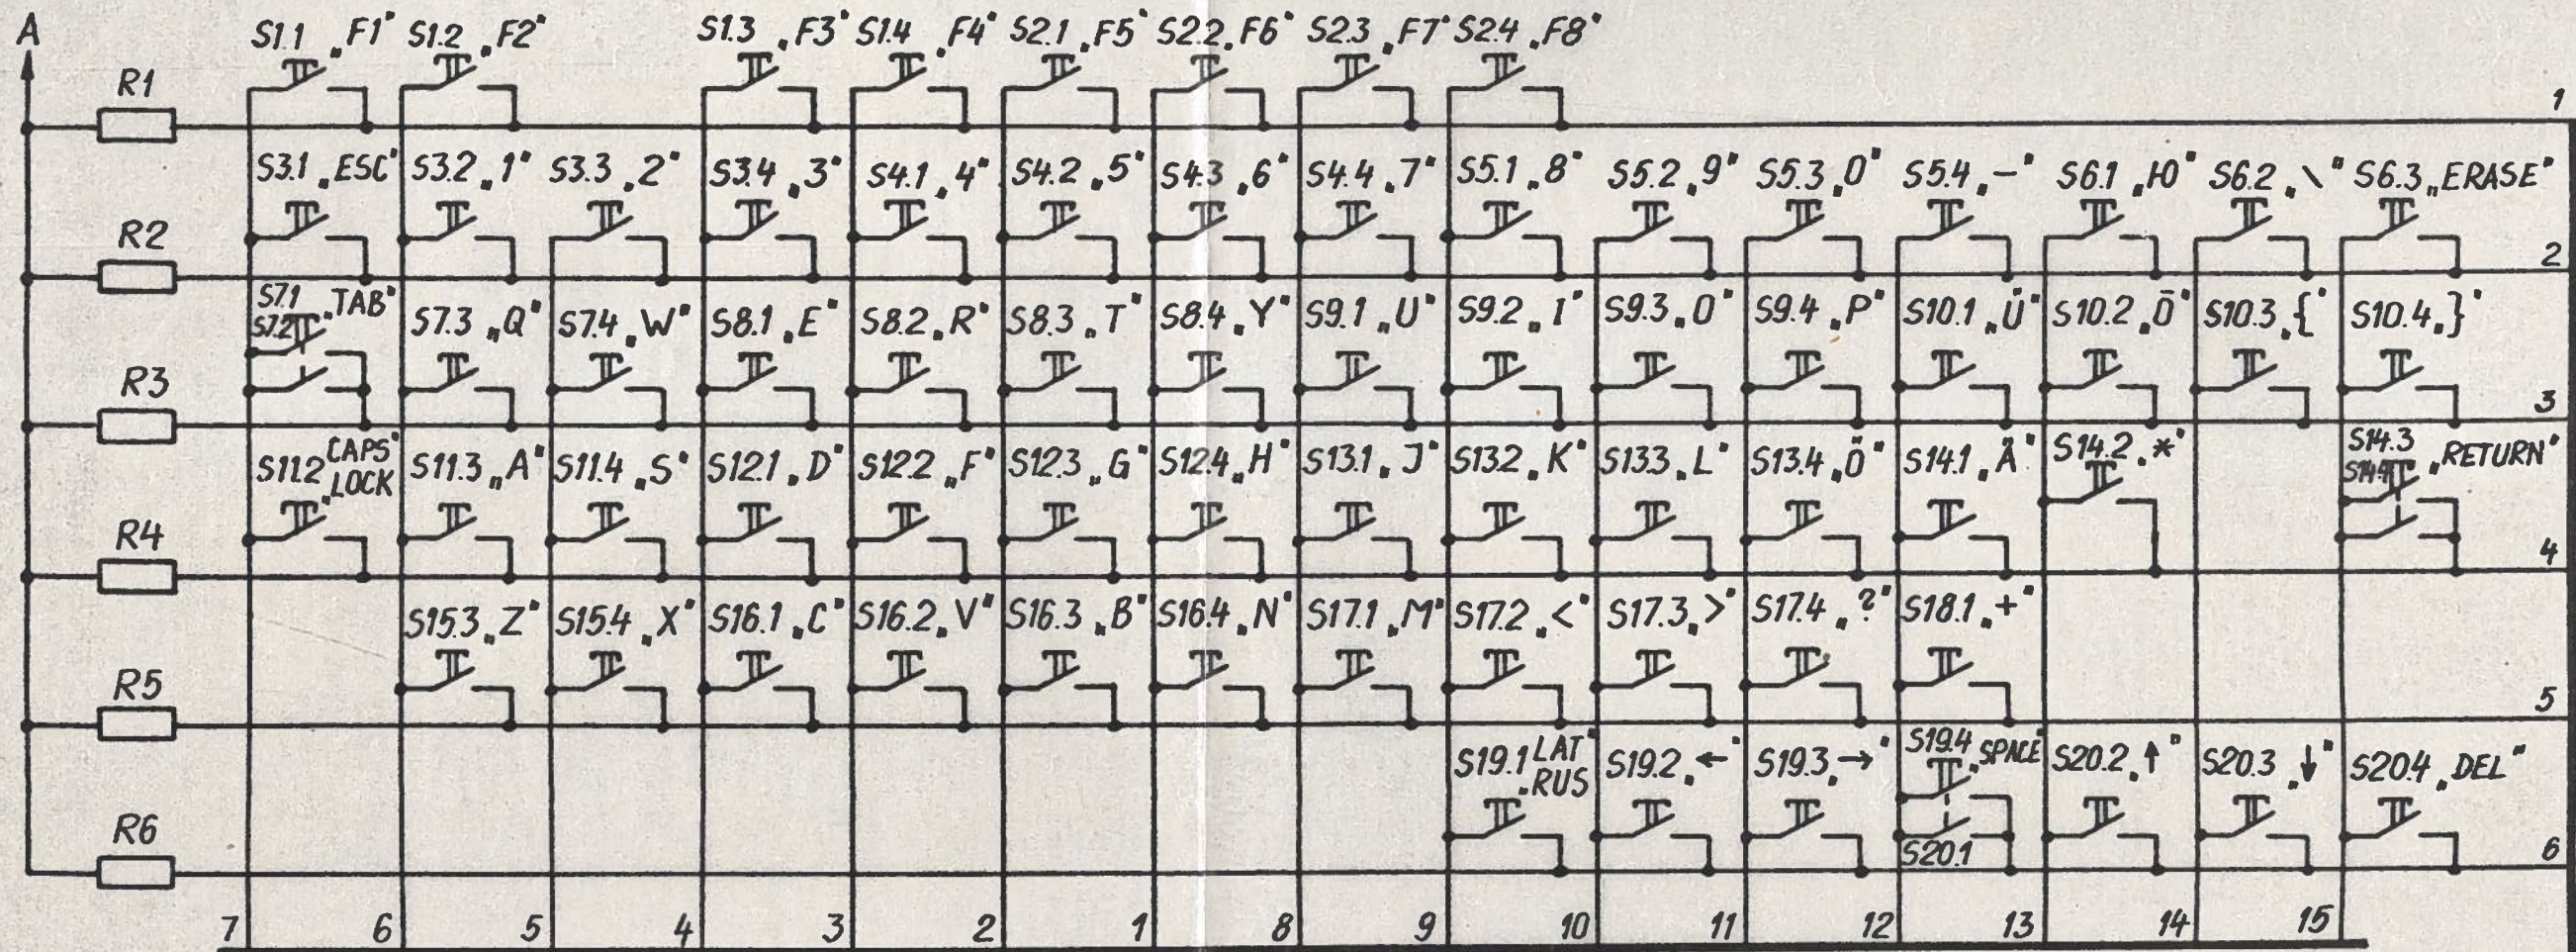 A
S1.1 „F1" S1.2 „F2" S1.3 „F3" S1.4 „F4" S2.1 „F5" S2.2 „F6" S2.3 „F7" S2.4 „F8"
R1
1
S3.1 „ESC" S3.2 „1" S3.3 „2" S3.4 „3" S4.1 „4" S4.2 „5" S4.3 „6" S4.4 „7" S5.1 „8" S5.2 „9" S5.3 „0" S5.4 „–" S6.1 „Ю" S6.2 „\" S6.3 „ERASE"
R2
2
S7.1 „TAB"
S7.2
S7.3 „Q" S7.4 „W" S8.1 „E" S8.2 „R" S8.3 „T" S8.4 „Y" S9.1 „U" S9.2 „I" S9.3 „O" S9.4 „P" S10.1 „Ü" S10.2 „Õ" S10.3 „{" S10.4 „}"
R3
3
S11.2 „CAPS LOCK" S11.3 „A" S11.4 „S" S12.1 „D" S12.2 „F" S12.3 „G" S12.4 „H" S13.1 „J" S13.2 „K" S13.3 „L" S13.4 „Ö" S14.1 „Ä" S14.2 „*" S14.3 „RETURN"
S14.4
R4
4
S15.3 „Z" S15.4 „X" S16.1 „C" S16.2 „V" S16.3 „B" S16.4 „N" S17.1 „M" S17.2 „<" S17.3 „>" S17.4 „?" S18.1 „+"
R5
5
S19.1 „LAT RUS" S19.2 „←" S19.3 „→" S19.4 „SPACE" S20.2 „↑" S20.3 „↓" S20.4 „DEL"
R6
S20.1
6
7 6 5 4 3 2 1 8 9 10 11 12 13 14 15